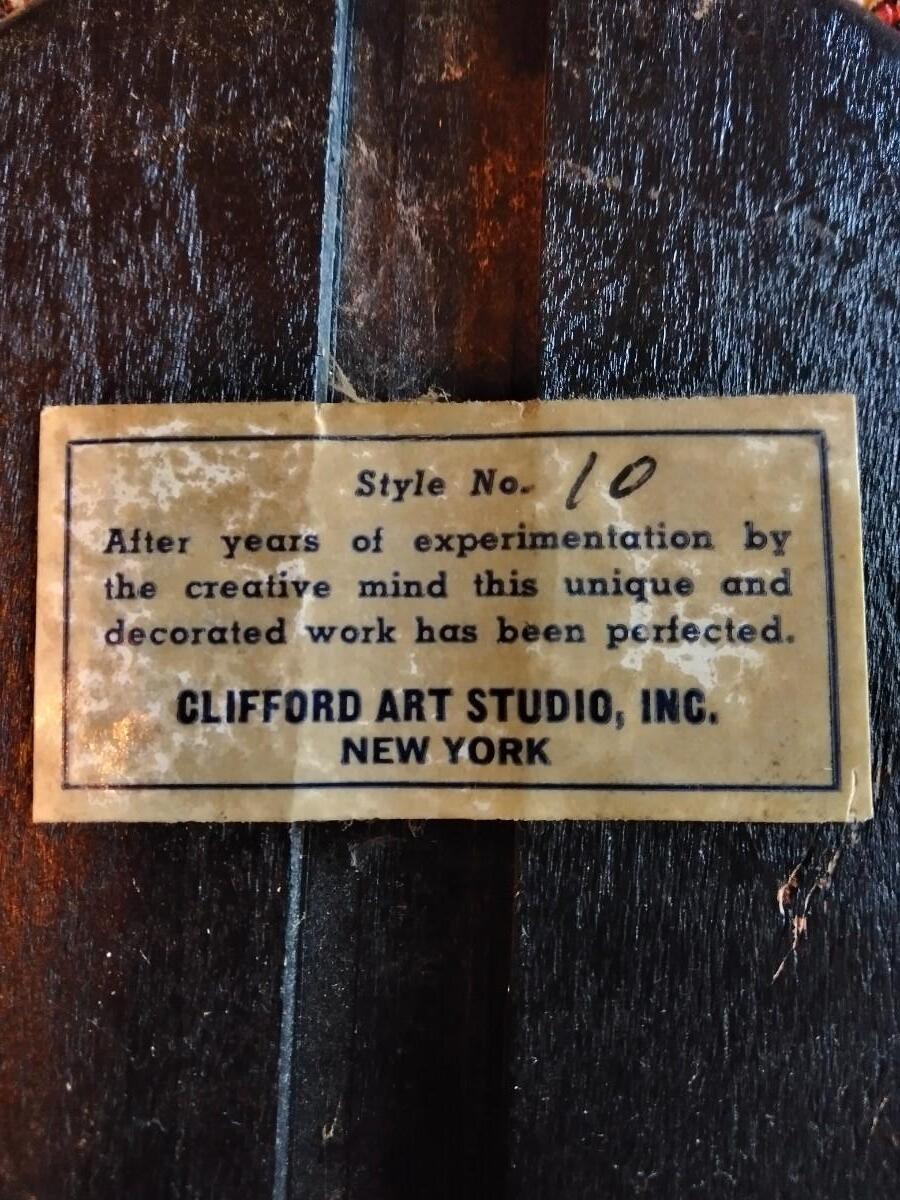 Style No. 10
After years of experimentation by
the creative mind this unique and
decorated work has been perfected.
CLIFFORD ART STUDIO, INC.
NEW YORK